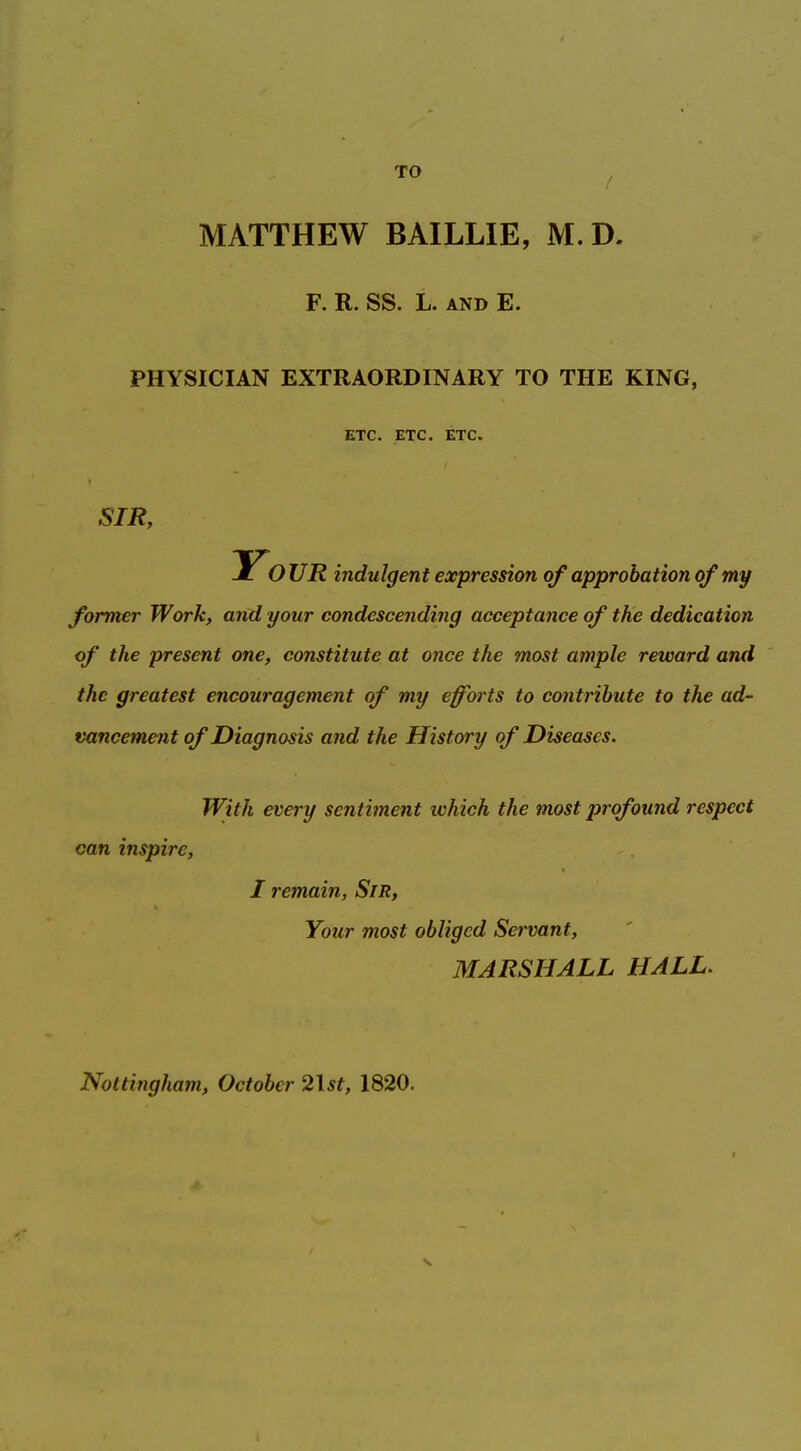 TO
MATTHEW BAILLIE, M. D.
F. R. SS. L. AND E.
PHYSICIAN EXTRAORDINARY TO THE KING,
ETC. ETC. ETC.
SIR,
YOUR indulgent expression of approbation of my
former Work, and your condescending acceptance of the dedication
of the present one, constitute at once the most ample reward and
the greatest encouragement of my efforts to contribute to the ad-
vancement of Diagnosis and the History of Diseases.
With every sentiment which the most profound respect
can inspire,
I remain, SIR,
Your most obliged Servant,
MARSHALL HALL.
Nottingham, October 21st, 1820.